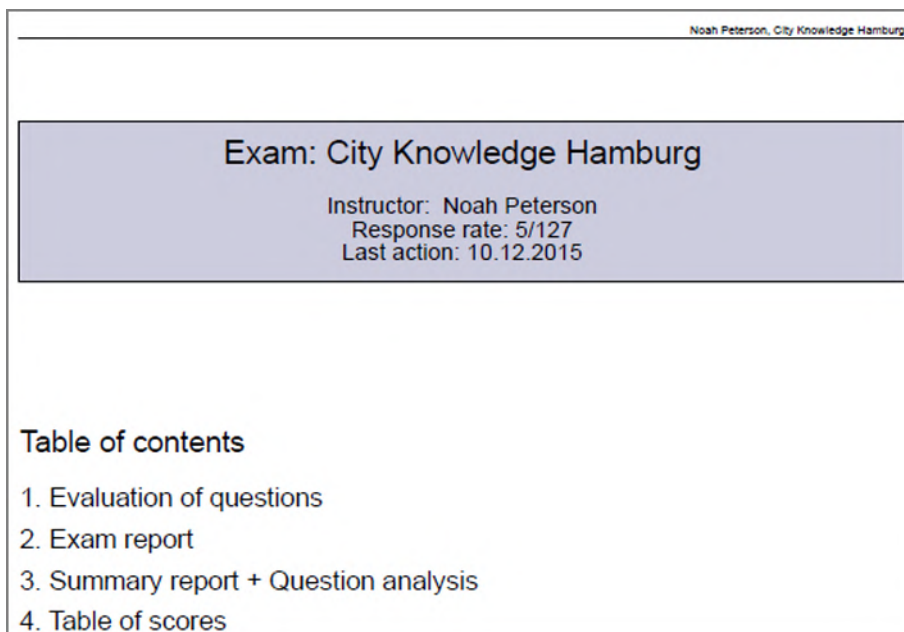 Noah Peterson, City Knowledge Hamburg
Exam: City Knowledge Hamburg
Instructor: Noah Peterson
Response rate: 5/127
Last action: 10.12.2015
Table of contents
1. Evaluation of questions
2. Exam report
3. Summary report + Question analysis
4. Table of scores